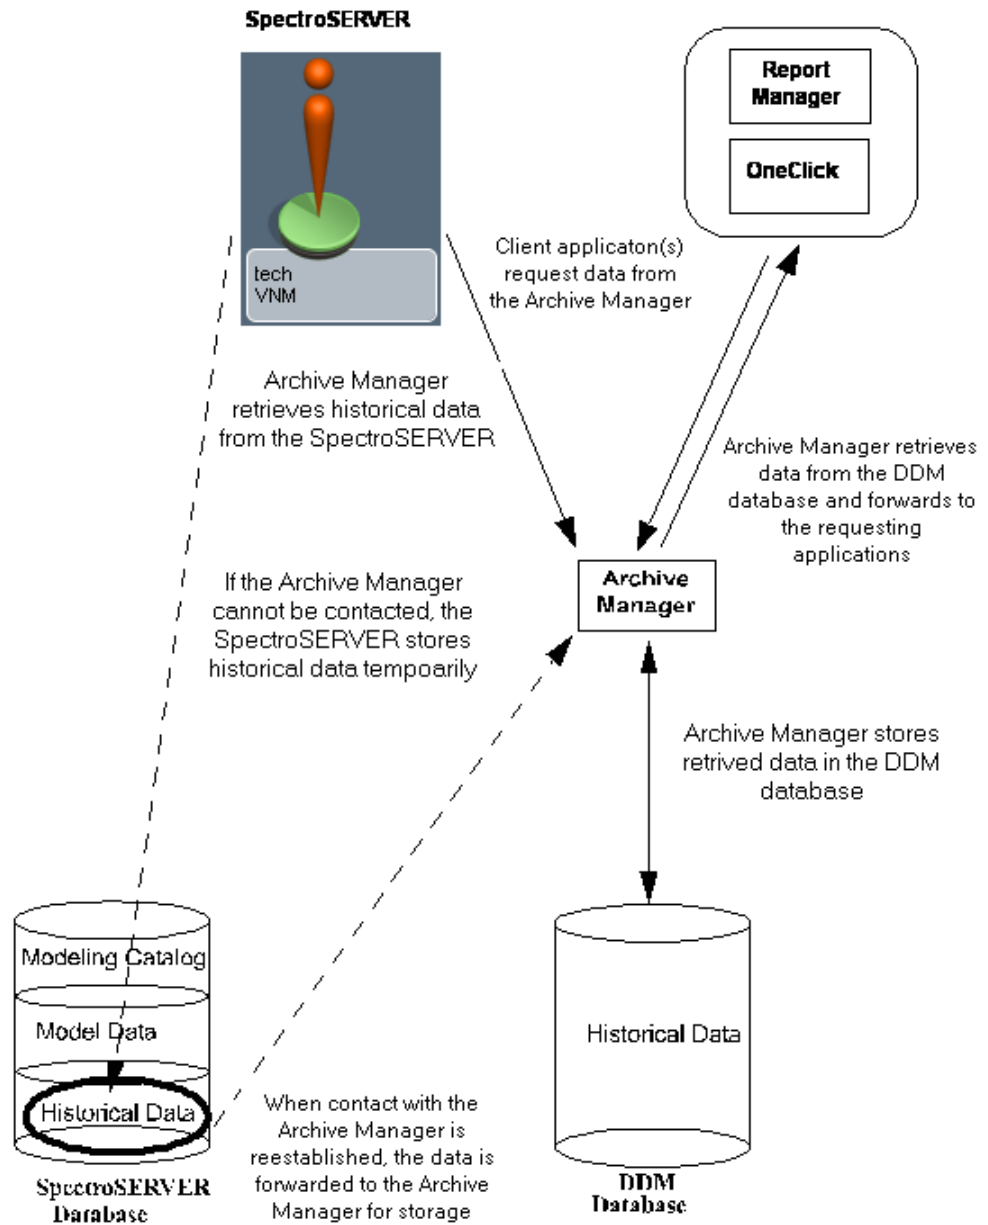 SpectroSERVER
Report
Manager
OneClick
tech
VNM
Client applicaton(s)
request data from
the Archive Manager
Archive Manager
retrieves historical data
from the SpectroSERVER
Archive Manager retrieves
data from the DDM
database and forwards to
the requesting
applications
If the Archive Manager
cannot be contacted, the
SpectroSERVER stores
historical data tempoarily
Archive
Manager
Archive Manager stores
retrived data in the DDM
database
Modeling Catalog
Model Data
Historical Data
Historical Data
When contact with the
Archive Manager is
reestablished, the data is
forwarded to the Archive
Manager for storage
SpectroSERVER
Database
DDM
Database